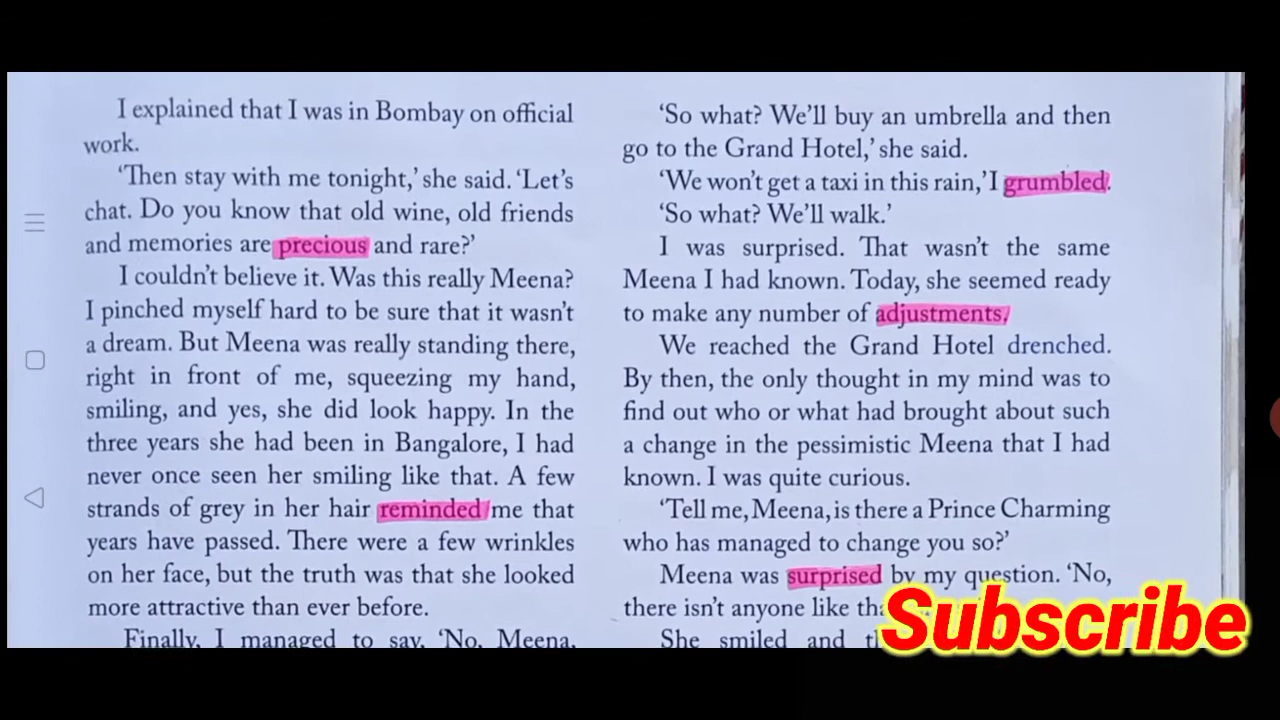 I explained that I was in Bombay on official
work.
‘Then stay with me tonight,’ she said. ‘Let’s
chat. Do you know that old wine, old friends
and memories are precious and rare?’
I couldn’t believe it. Was this really Meena?
I pinched myself hard to be sure that it wasn’t
a dream. But Meena was really standing there,
right in front of me, squeezing my hand,
smiling, and yes, she did look happy. In the
three years she had been in Bangalore, I had
never once seen her smiling like that. A few
strands of grey in her hair reminded me that
years have passed. There were a few wrinkles
on her face, but the truth was that she looked
more attractive than ever before.
Finally, I managed to say, ‘No, Meena,
‘So what? We’ll buy an umbrella and then
go to the Grand Hotel,’ she said.
‘We won’t get a taxi in this rain,’ I grumbled.
‘So what? We’ll walk.’
I was surprised. That wasn’t the same
Meena I had known. Today, she seemed ready
to make any number of adjustments.
We reached the Grand Hotel drenched.
By then, the only thought in my mind was to
find out who or what had brought about such
a change in the pessimistic Meena that I had
known. I was quite curious.
‘Tell me, Meena, is there a Prince Charming
who has managed to change you so?’
Meena was surprised by my question. ‘No,
there isn’t anyone like
She smiled and
Subscribe